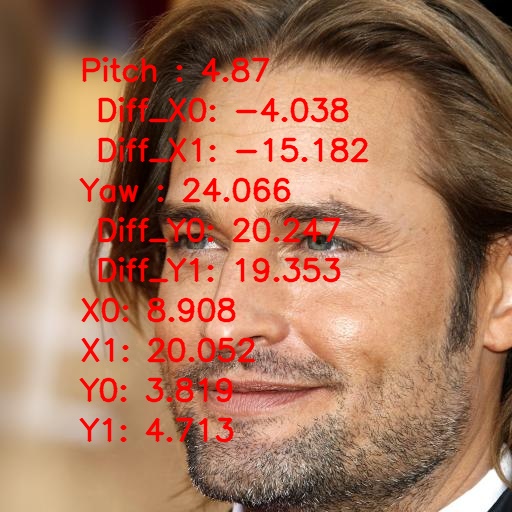 Pitch : 4.87
Diff_X0: -4.038
Diff_X1: -15.182
Yaw : 24.066
Diff_Y0: 20.247
Diff_Y1: 19.353
X0: 8.908
X1: 20.052
Y0: 3.819
Y1: 4.713